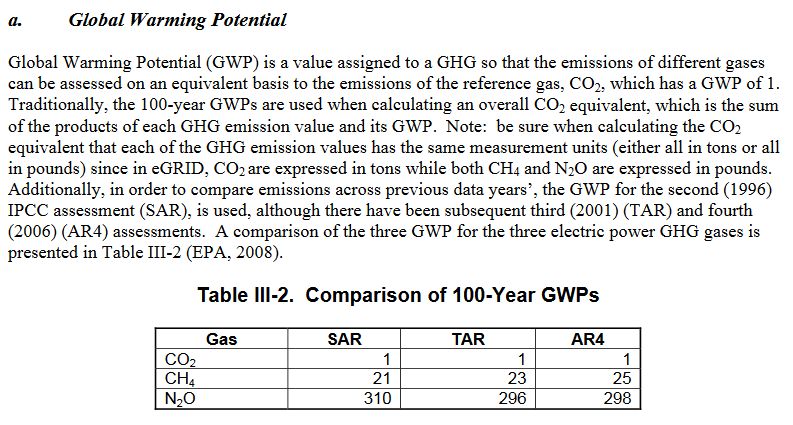 a. Global Warming Potential
Global Warming Potential (GWP) is a value assigned to a GHG so that the emissions of different gases
can be assessed on an equivalent basis to the emissions of the reference gas, CO₂, which has a GWP of 1.
Traditionally, the 100-year GWPs are used when calculating an overall CO₂ equivalent, which is the sum
of the products of each GHG emission value and its GWP. Note: be sure when calculating the CO₂
equivalent that each of the GHG emission values has the same measurement units (either all in tons or all
in pounds) since in eGRID, CO₂ are expressed in tons while both CH₄ and N₂O are expressed in pounds.
Additionally, in order to compare emissions across previous data years’, the GWP for the second (1996)
IPCC assessment (SAR), is used, although there have been subsequent third (2001) (TAR) and fourth
(2006) (AR4) assessments. A comparison of the three GWP for the three electric power GHG gases is
presented in Table III-2 (EPA, 2008).
Table III-2. Comparison of 100-Year GWPs
Gas SAR TAR AR4
CO₂ 1 1 1
CH₄ 21 23 25
N₂O 310 296 298